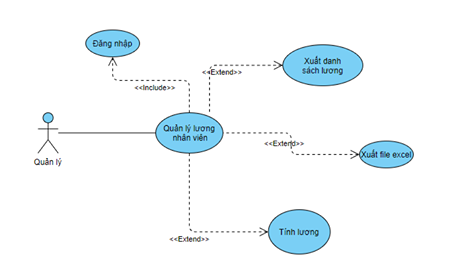 Đăng nhập
Xuất danh
sách lương
<<Extend>>
<<Include>>
Quản lý lương
nhân viên
<<Extend>>
Xuất file excel
Quản lý
Tính lương
<<Extend>>